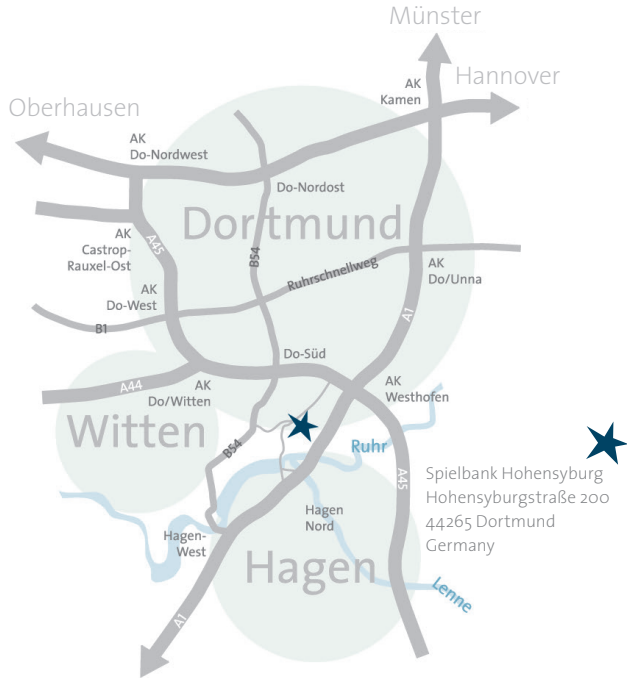 Münster
Hannover
AK
Kamen
Oberhausen
AK
Do-Nordwest
Do-Nordost
Dortmund
AK
Castrop-
Rauxel-Ost
A45
B54
Ruhrschnellweg
AK
Do/Unna
AK
Do-West
B1
A1
Do-Süd
A44
AK
Do/Witten
AK
Westhofen
Witten
B54
Ruhr
A45
Spielbank Hohensyburg
Hohensyburgstraße 200
44265 Dortmund
Germany
Hagen
Nord
Hagen-
West
Hagen
Lenne
A1